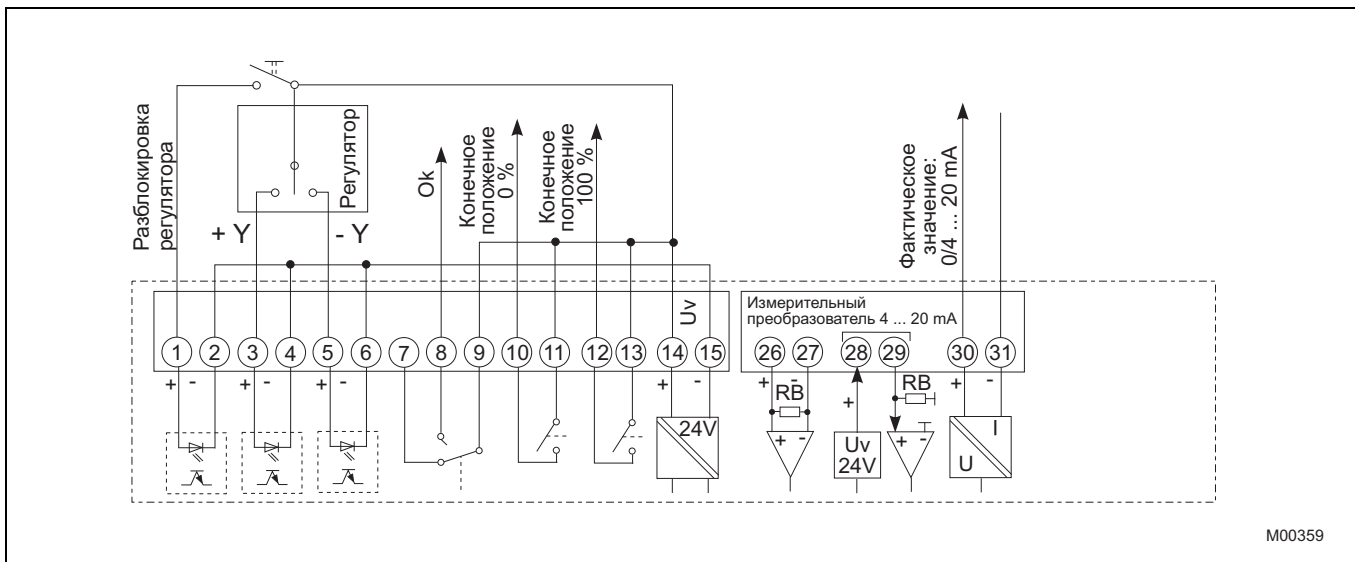 Разблокировка
регулятора
Регулятор
+ Y
- Y
Ok
Конечное
положение
0 %
Конечное
положение
100 %
Фактическое
значение:
0/4 ... 20 mA
Uv
Измерительный
преобразователь 4 ... 20 mA
1 2 3 4 5 6 7 8 9 10 11 12 13 14 15
26 27 28 29 30 31
+ - + - + - + -
+ - + + -
RB
RB
24V
+ -
Uv
24V
+ -
I
U
M00359